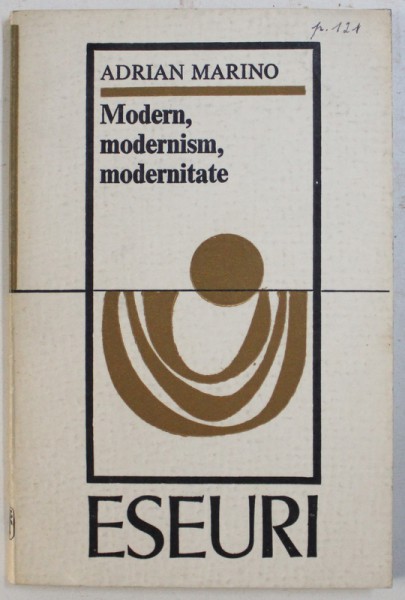 p. 121
ADRIAN MARINO
Modern,
modernism,
modernitate
ESEURI